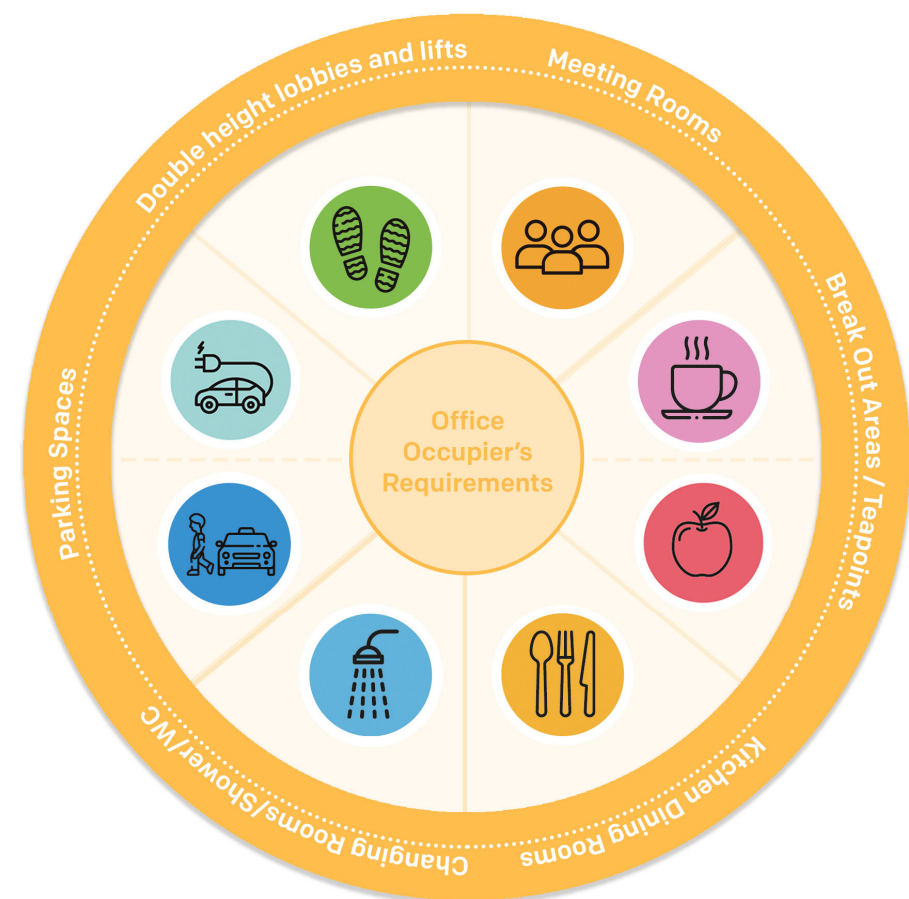 Double height lobbies and lifts
Meeting Rooms
Break Out Areas / Teapoints
Kitchen Dining Rooms
Changing Rooms/Shower/WC
Parking Spaces
Office
Occupier's
Requirements